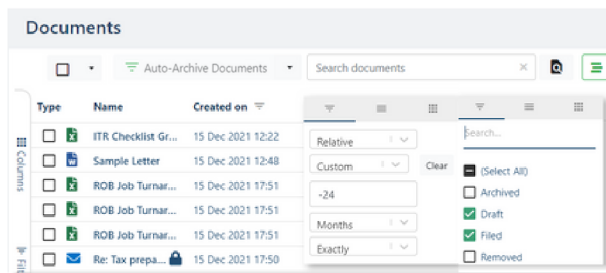 Documents
Auto-Archive Documents
Search documents
Type Name Created on
ITR Checklist Gr... 15 Dec 2021 12:22
Sample Letter 15 Dec 2021 12:48
ROB Job Turnar... 15 Dec 2021 17:51
ROB Job Turnar... 15 Dec 2021 17:51
ROB Job Turnar... 15 Dec 2021 17:51
Re: Tax prepa... 15 Dec 2021 17:50
Columns
Filt
Relative
Custom Clear
-24
Months
Exactly
Search...
(Select All)
Archived
Draft
Filed
Removed